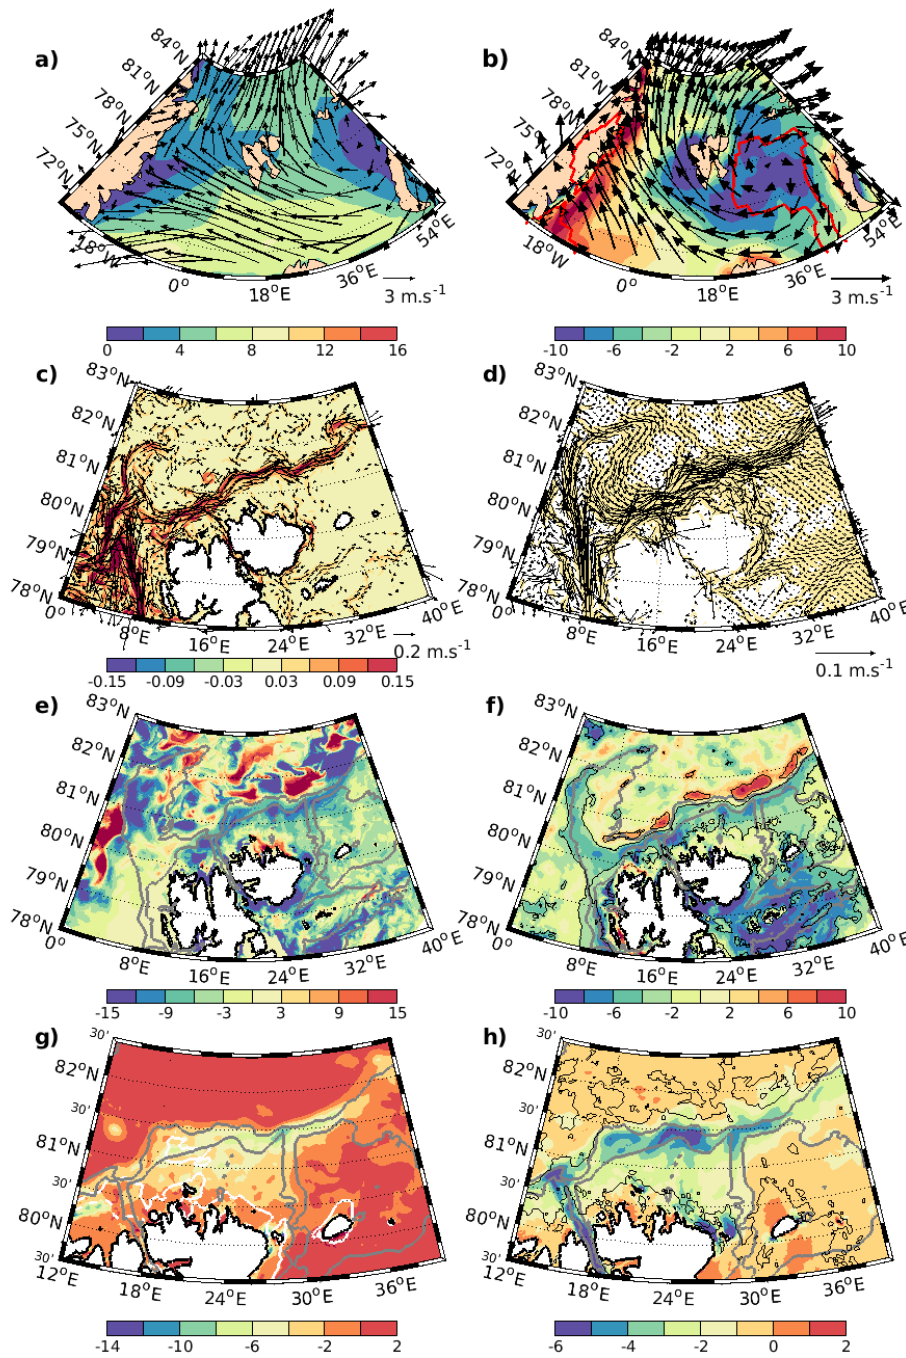 a)
84°N
81°N
78°N
75°N
72°N
18°W
0°
18°E
36°E
54°E
3 m.s-1
0 4 8 12 16
b)
84°N
81°N
78°N
75°N
72°N
18°W
0°
18°E
36°E
54°E
3 m.s-1
-10 -6 -2 2 6 10
c)
83°N
82°N
81°N
80°N
79°N
78°N
0°
8°E
16°E
24°E
32°E
40°E
0.2 m.s-1
-0.15 -0.09 -0.03 0.03 0.09 0.15
d)
83°N
82°N
81°N
80°N
79°N
78°N
0°
8°E
16°E
24°E
32°E
40°E
0.1 m.s-1
e)
83°N
82°N
81°N
80°N
79°N
78°N
0°
8°E
16°E
24°E
32°E
40°E
-15 -9 -3 3 9 15
f)
83°N
82°N
81°N
80°N
79°N
78°N
0°
8°E
16°E
24°E
32°E
40°E
-10 -6 -2 2 6 10
g)
30'
82°N
30'
81°N
30'
80°N
30'
12°E
18°E
24°E
30°E
36°E
-14 -10 -6 -2 2
h)
30'
82°N
30'
81°N
30'
80°N
30'
12°E
18°E
24°E
30°E
36°E
-6 -4 -2 0 2